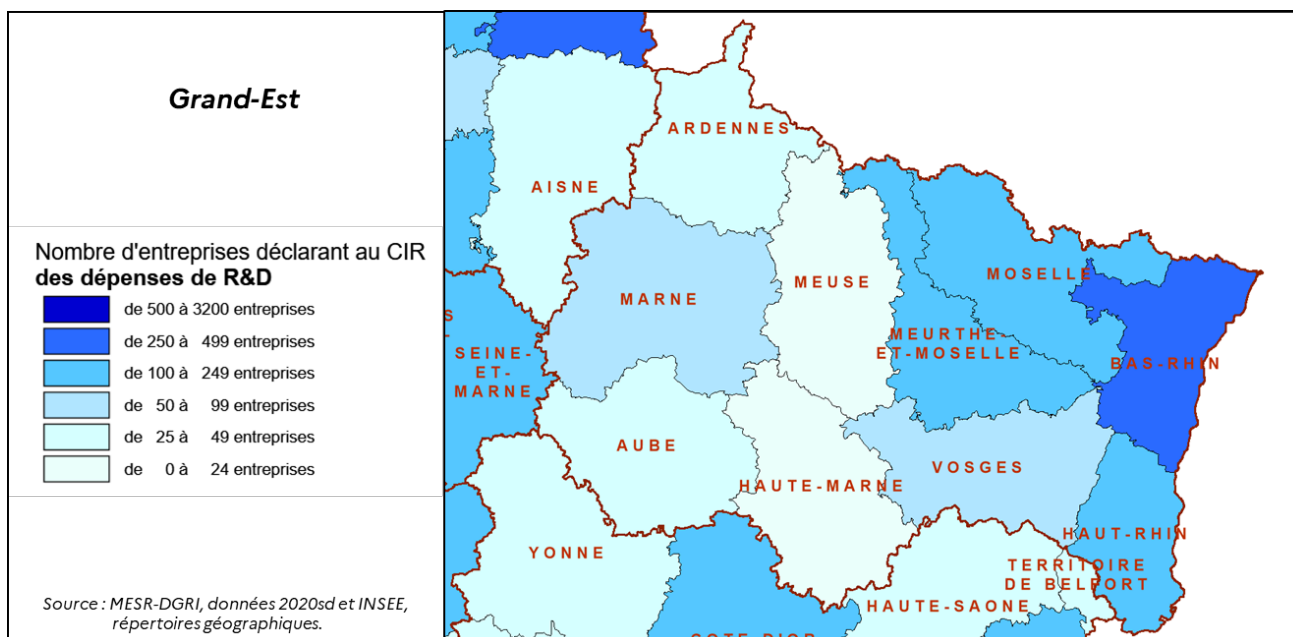 Grand-Est
Nombre d'entreprises déclarant au CIR
des dépenses de R&D
de 500 à 3200 entreprises
de 250 à 499 entreprises
de 100 à 249 entreprises
de 50 à 99 entreprises
de 25 à 49 entreprises
de 0 à 24 entreprises
Source : MESR-DGRI, données 2020sd et INSEE,
répertoires géographiques.
ARDENNES
AISNE
MEUSE
MOSELLE
MARNE
S
SEINE-
ET-
MARNE
MEURTHE-
ET-MOSELLE
BAS-RHIN
AUBE
VOSGES
HAUTE-MARNE
HAUT-RHIN
YONNE
TERRITOIRE
DE BELFORT
HAUTE-SAONE
COTE-D'OR